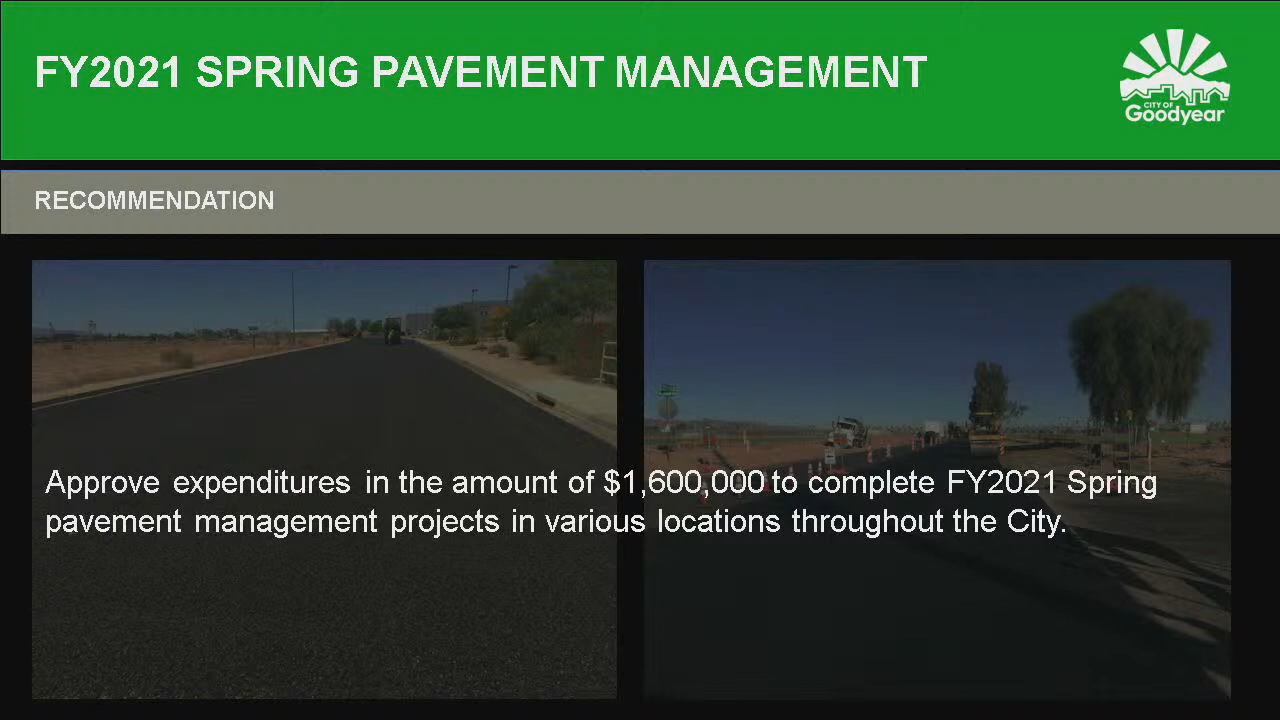 FY2021 SPRING PAVEMENT MANAGEMENT
CITY OF
Goodyear
RECOMMENDATION
Approve expenditures in the amount of $1,600,000 to complete FY2021 Spring
pavement management projects in various locations throughout the City.